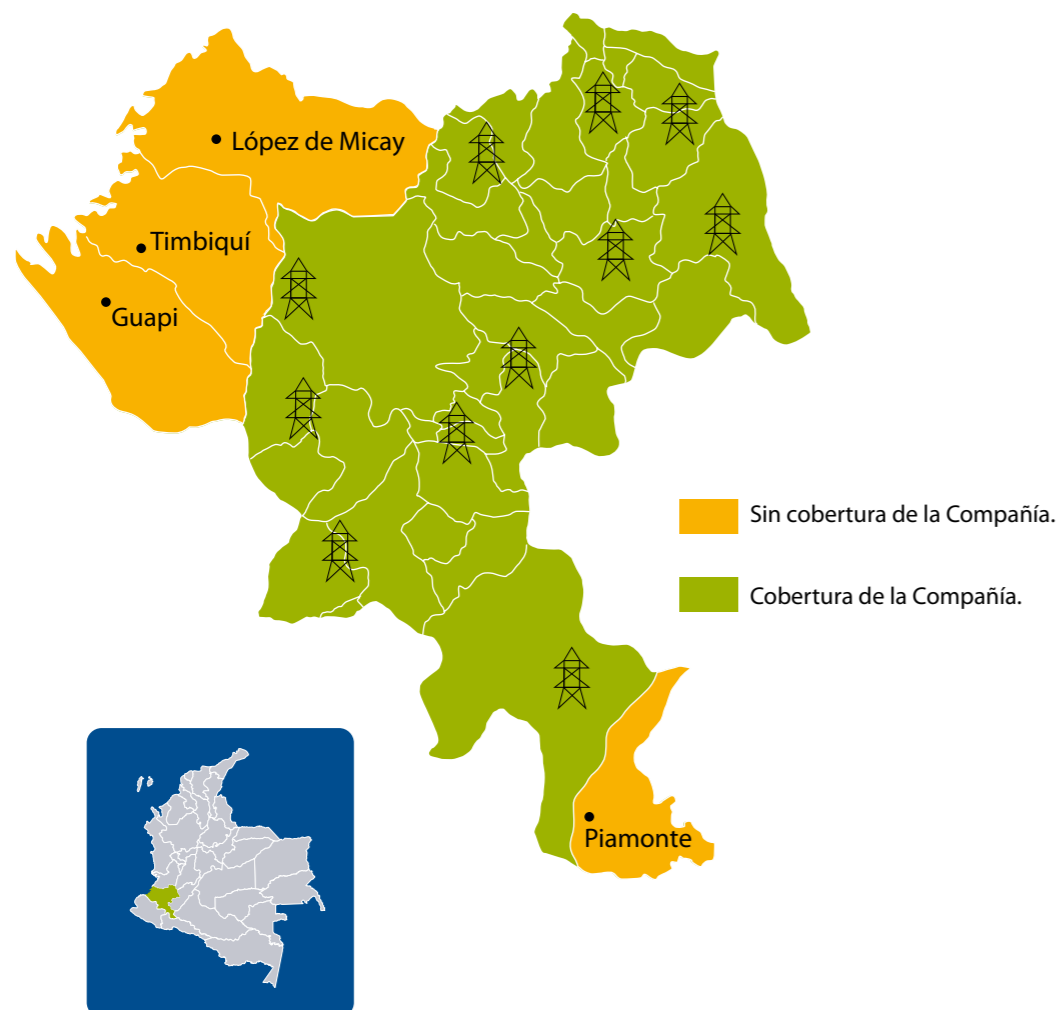 López de Micay
Timbiquí
Guapi
Sin cobertura de la Compañía.
Cobertura de la Compañía.
Piamonte